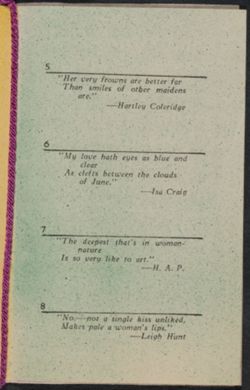 5
"Her very frowns are better far
Than smiles of other maidens
are."
—Hartley Coleridge
6
"My love hath eyes as blue and
clear
As clefts between the clouds
of June."
—Isa Craig
7
"The deepest that's in woman-
nature
Is so very like to art."
—H. A. P.
8
"No,—not a single kiss unliked,
Makes pale a woman's lips."
—Leigh Hunt